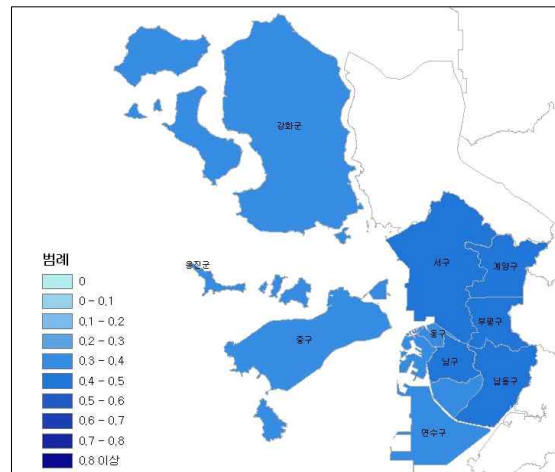 강화군
옹진군
서구
계양구
부평구
중구
동구
남구
남동구
연수구
범례
0
0 - 0,1
0,1 - 0,2
0,2 - 0,3
0,3 - 0,4
0,4 - 0,5
0,5 - 0,6
0,6 - 0,7
0,7 - 0,8
0,8 이상